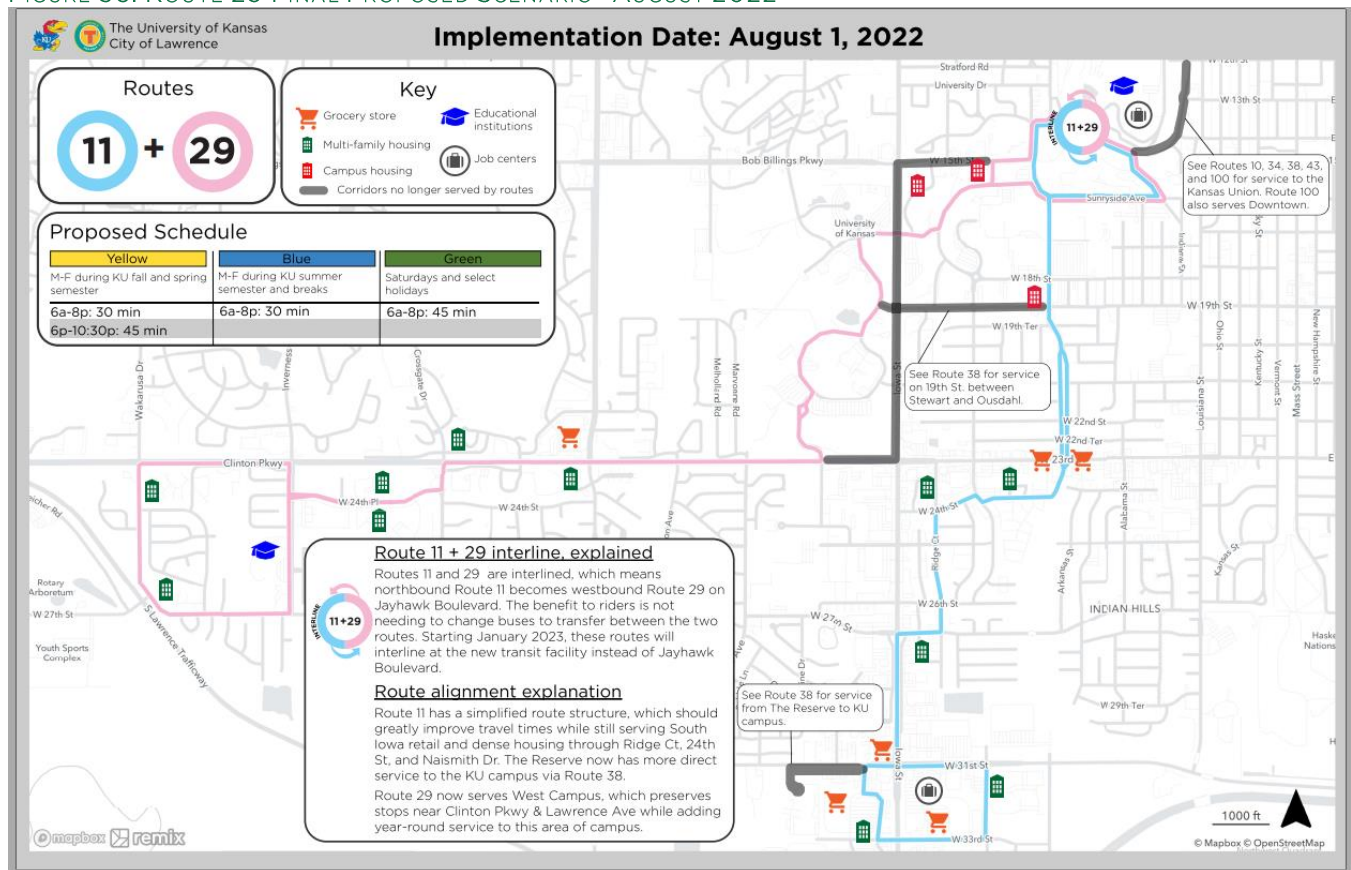 The University of Kansas
City of Lawrence
Implementation Date: August 1, 2022
Routes
11 + 29
Key
Grocery store
Educational
institutions
Multi-family housing
Job centers
Campus housing
Corridors no longer served by routes
Proposed Schedule
Yellow
Blue
Green
M-F during KU fall and spring
semester
M-F during KU summer
semester and breaks
Saturdays and select
holidays
6a-8p: 30 min
6a-8p: 30 min
6a-8p: 45 min
6p-10:30p: 45 min
Stratford Rd
University Dr
W 13th St
INTERLINE
11+29
Bob Billings Pkwy
W 15th St
See Routes 10, 34, 38, 43,
and 100 for service to the
Kansas Union. Route 100
also serves Downtown.
Sunnyside Ave
University
of Kansas
Indiana St
W 18th St
W 19th St
W 19th Ter
Ohio St
Kentucky St
Vermont St
Mass Street
New Hampshire St
Louisiana St
Wakarusa Dr
Inverness
Crossgate Dr
Melholland Rd
Marvonne Rd
Iowa St
See Route 38 for service
on 19th St. between
Stewart and Ousdahl.
W 22nd St
W 22nd Ter
23rd
Clinton Pkwy
W 24th Pl
W 24th St
W 24th St
Alabama St
Ridge Ct
Arkansas St
Kansas St
Rotary
Arboretum
W 27th St
Youth Sports
Complex
S Lawrence Trafficway
W 26th St
W 27th St
INDIAN HILLS
W 29th Ter
Route 11 + 29 interline, explained
INTERLINE
11+29
Routes 11 and 29 are interlined, which means
northbound Route 11 becomes westbound Route 29 on
Jayhawk Boulevard. The benefit to riders is not
needing to change buses to transfer between the two
routes. Starting January 2023, these routes will
interline at the new transit facility instead of Jayhawk
Boulevard.
Route alignment explanation
Route 11 has a simplified route structure, which should
greatly improve travel times while still serving South
Iowa retail and dense housing through Ridge Ct, 24th
St, and Naismith Dr. The Reserve now has more direct
service to the KU campus via Route 38.
Route 29 now serves West Campus, which preserves
stops near Clinton Pkwy & Lawrence Ave while adding
year-round service to this area of campus.
See Route 38 for service
from The Reserve to KU
campus.
Iowa St
W 31st St
W 33rd St
1000 ft
mapbox remix
© Mapbox © OpenStreetMap